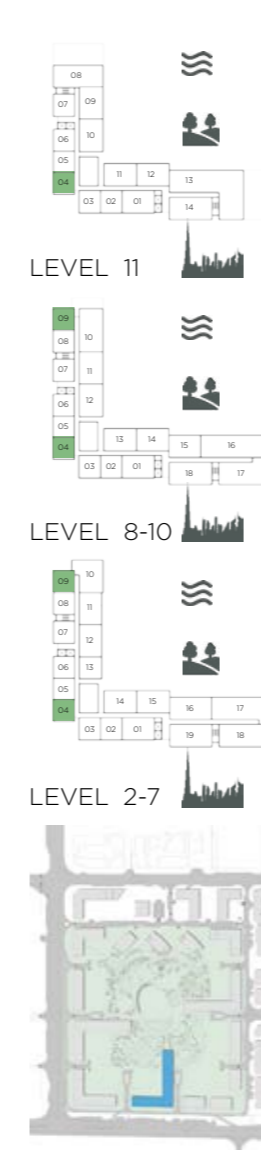 08
07 09
06 10
05
04 11 12 13
03 02 01 14
LEVEL 11
09
08 10
07 11
06 12
05
04 13 14 15 16
03 02 01 18 17
LEVEL 8-10
09 10
08 11
07 12
06 13
05
04 14 15 16 17
03 02 01 19 18
LEVEL 2-7